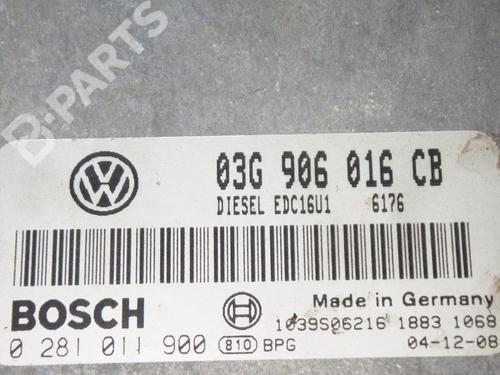 B-PARTS
03G 906 016 CB
DIESEL EDC16U1 6176
BOSCH
Made in Germany
1039S06216 1883 1068
0 281 011 900 810 BPG 04-12-08